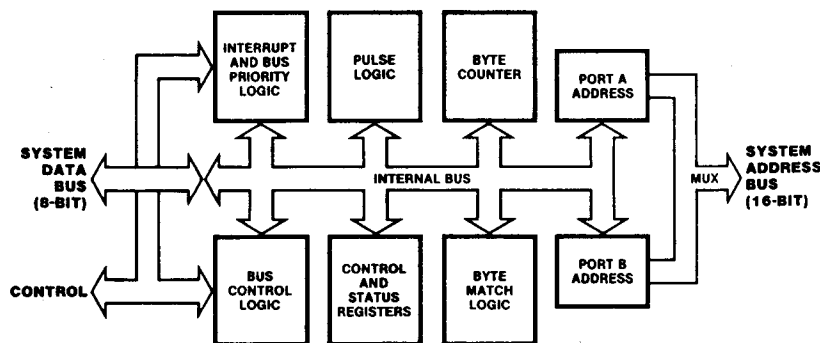 INTERRUPT
AND BUS
PRIORITY
LOGIC
PULSE
LOGIC
BYTE
COUNTER
PORT A
ADDRESS
SYSTEM
DATA
BUS
(8-BIT)
INTERNAL BUS
MUX
SYSTEM
ADDRESS
BUS
(16-BIT)
CONTROL
BUS
CONTROL
LOGIC
CONTROL
AND
STATUS
REGISTERS
BYTE
MATCH
LOGIC
PORT B
ADDRESS